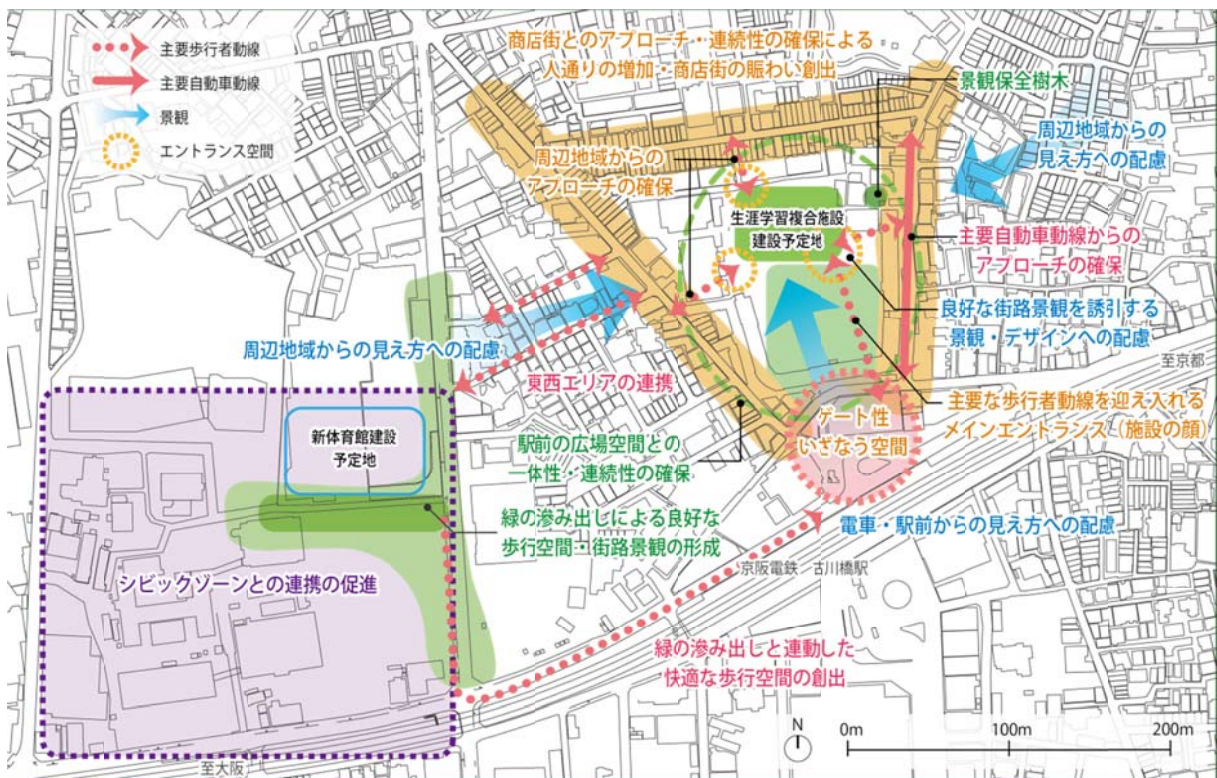 主要歩行者動線
主要自動車動線
景観
エントランス空間
商店街とのアプローチ・連続性の確保による
人通りの増加・商店街の賑わい創出
景観保全樹木
周辺地域からの
見え方への配慮
周辺地域からの
アプローチの確保
生涯学習複合施設
建設予定地
主要自動車動線からの
アプローチの確保
良好な街路景観を誘引する
景観・デザインへの配慮
至京都
周辺地域からの見え方への配慮
東西エリアの連携
主要な歩行者動線を迎え入れる
メインエントランス（施設の顔）
ゲート性
いざなう空間
新体育館建設
予定地
駅前の広場空間との
一体性・連続性の確保
緑の滲み出しによる良好な
歩行空間・街路景観の形成
電車・駅前からの見え方への配慮
京阪電鉄 古川橋駅
シビックゾーンとの連携の促進
緑の滲み出しと連動した
快適な歩行空間の創出
至大阪
N
0m
100m
200m